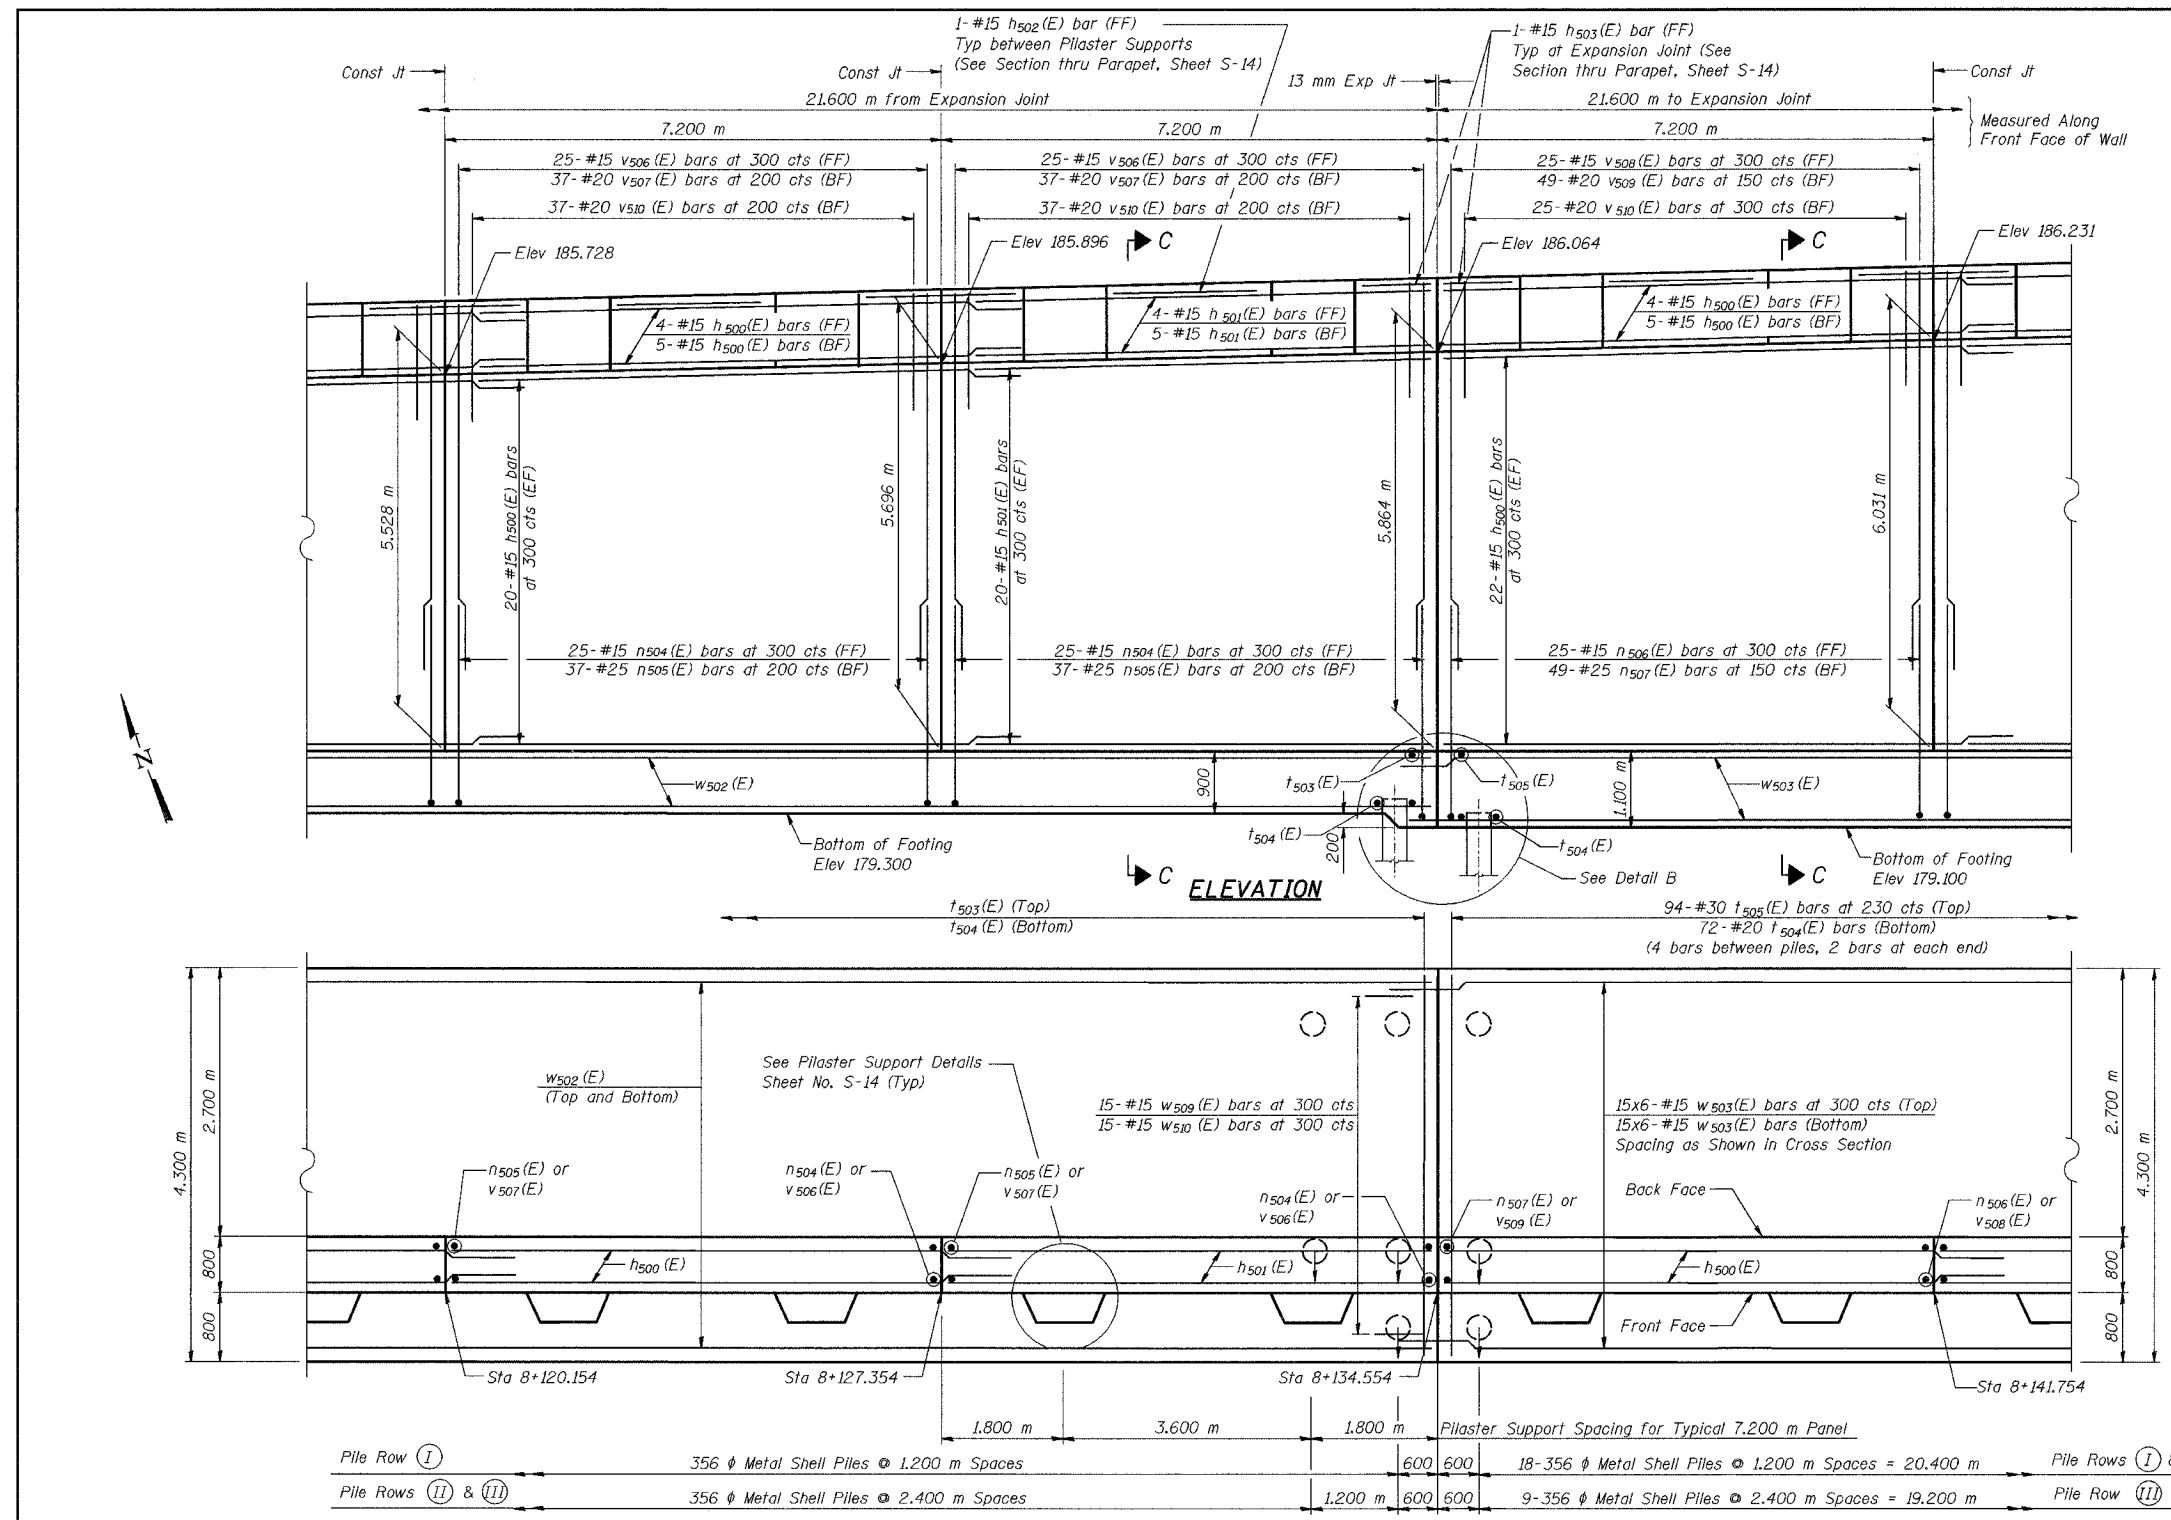 1-#15 h502(E) bar (FF)
Typ between Pilaster Supports
(See Section thru Parapet, Sheet S-14)
1-#15 h503(E) bar (FF)
Typ at Expansion Joint (See
Section thru Parapet, Sheet S-14)
Const Jt
Const Jt
13 mm Exp Jt
Const Jt
21.600 m from Expansion Joint
21.600 m to Expansion Joint
Measured Along
Front Face of Wall
7.200 m
7.200 m
7.200 m
25-#15 v506(E) bars at 300 cts (FF)
37-#20 v507(E) bars at 200 cts (BF)
37-#20 v510 (E) bars at 200 cts (BF)
25-#15 v506(E) bars at 300 cts (FF)
37-#20 v507(E) bars at 200 cts (BF)
37-#20 v510(E) bars at 200 cts (BF)
25-#15 v508(E) bars at 300 cts (FF)
49-#20 v509 (E) bars at 150 cts (BF)
25-#20 v510(E) bars at 300 cts (BF)
Elev 185.728
Elev 185.896
C
Elev 186.064
C
Elev 186.231
4-#15 h500(E) bars (FF)
5-#15 h500(E) bars (BF)
4-#15 h501(E) bars (FF)
5-#15 h501(E) bars (BF)
4-#15 h500(E) bars (FF)
5-#15 h500(E) bars (BF)
5.528 m
20-#15 h500(E) bars
at 300 cts (EF)
5.696 m
20-#15 h501(E) bars
at 300 cts (EF)
5.864 m
22-#15 h500(E) bars
at 300 cts (EF)
6.031 m
25-#15 n504(E) bars at 300 cts (FF)
37-#25 n505(E) bars at 200 cts (BF)
25-#15 n504(E) bars at 300 cts (FF)
37-#25 n505(E) bars at 200 cts (BF)
25-#15 n506(E) bars at 300 cts (FF)
49-#25 n507(E) bars at 150 cts (BF)
N
w502(E)
900
t503(E)
t505(E)
1.100 m
w503(E)
t504(E)
200
t504(E)
Bottom of Footing
Elev 179.300
See Detail B
Bottom of Footing
Elev 179.100
C
ELEVATION
C
t503(E) (Top)
t504(E) (Bottom)
94-#30 t505(E) bars at 230 cts (Top)
72-#20 t504(E) bars (Bottom)
(4 bars between piles, 2 bars at each end)
4.300 m
2.700 m
800
800
w502(E)
(Top and Bottom)
See Pilaster Support Details
Sheet No. S-14 (Typ)
15-#15 w509(E) bars at 300 cts
15-#15 w510 (E) bars at 300 cts
15x6-#15 w503(E) bars at 300 cts (Top)
15x6-#15 w503(E) bars (Bottom)
Spacing as Shown in Cross Section
2.700 m
4.300 m
800
800
n505(E) or
v507(E)
n504(E) or
v506(E)
n505(E) or
v507(E)
n504(E) or
v506(E)
n507(E) or
v509 (E)
Back Face
n506(E) or
v508(E)
h500(E)
h501(E)
h500(E)
Front Face
Sta 8+120.154
Sta 8+127.354
Sta 8+134.554
Sta 8+141.754
1.800 m
3.600 m
1.800 m
Pilaster Support Spacing for Typical 7.200 m Panel
Pile Row I
356 ϕ Metal Shell Piles @ 1.200 m Spaces
600
600
18-356 ϕ Metal Shell Piles @ 1.200 m Spaces = 20.400 m
Pile Rows I &
Pile Rows II & III
356 ϕ Metal Shell Piles @ 2.400 m Spaces
1.200 m
600
600
9-356 ϕ Metal Shell Piles @ 2.400 m Spaces = 19.200 m
Pile Row III